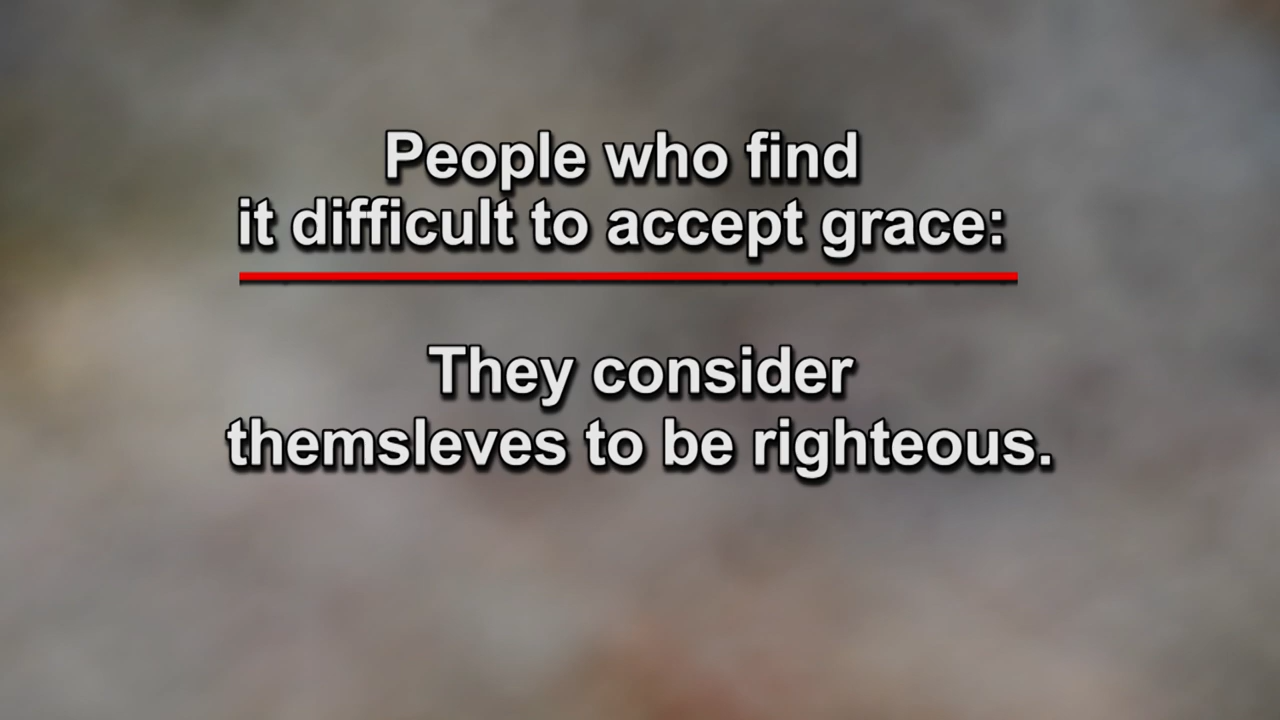 People who find
it difficult to accept grace:
They consider
themsleves to be righteous.